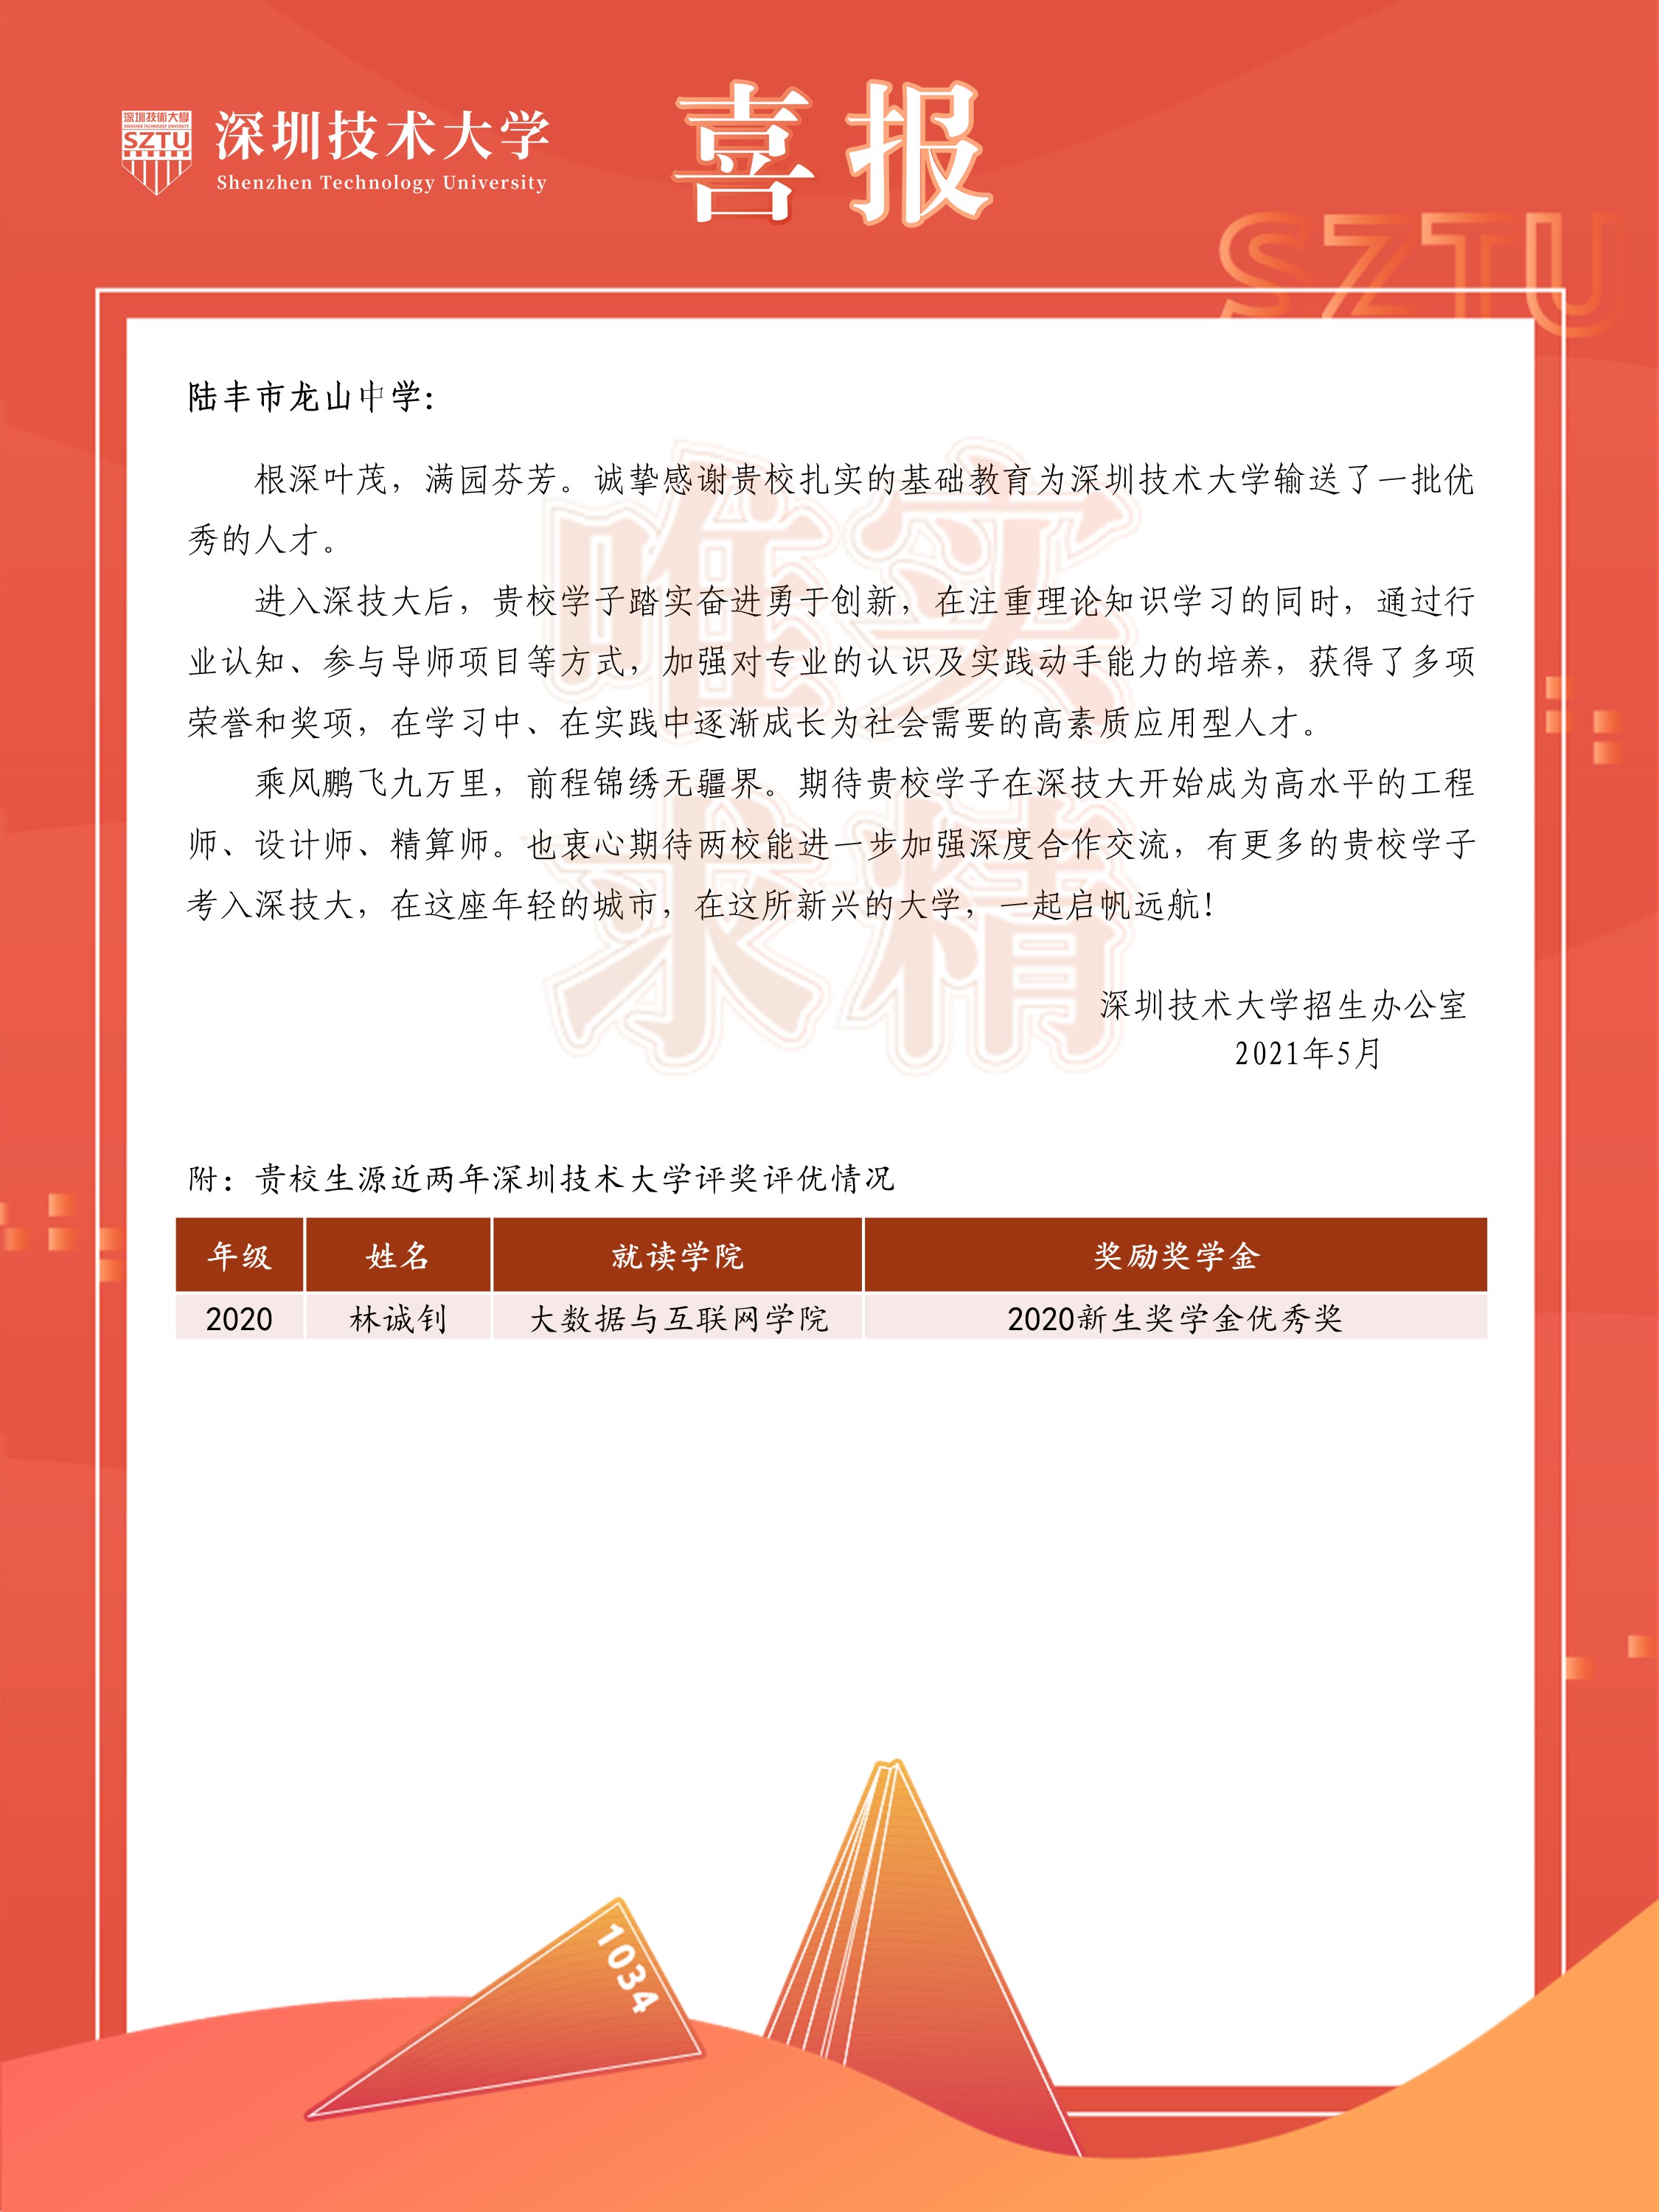 深圳技術大學
SHENZHEN TECHNOLOGY UNIVERSITY
SZTU
深圳技术大学
Shenzhen Technology University
喜报
SZTU
陆丰市龙山中学：
根深叶茂，满园芬芳。诚挚感谢贵校扎实的基础教育为深圳技术大学输送了一批优
秀的人才。
进入深技大后，贵校学子踏实奋进勇于创新，在注重理论知识学习的同时，通过行
业认知、参与导师项目等方式，加强对专业的认识及实践动手能力的培养，获得了多项
荣誉和奖项，在学习中、在实践中逐渐成长为社会需要的高素质应用型人才。
乘风鹏飞九万里，前程锦绣无疆界。期待贵校学子在深技大开始成为高水平的工程
师、设计师、精算师。也衷心期待两校能进一步加强深度合作交流，有更多的贵校学子
考入深技大，在这座年轻的城市，在这所新兴的大学，一起启帆远航！
唯实
求精
深圳技术大学招生办公室
2021年5月
附：贵校生源近两年深圳技术大学评奖评优情况
年级 姓名 就读学院 奖励奖学金
2020 林诚钊 大数据与互联网学院 2020新生奖学金优秀奖
1034